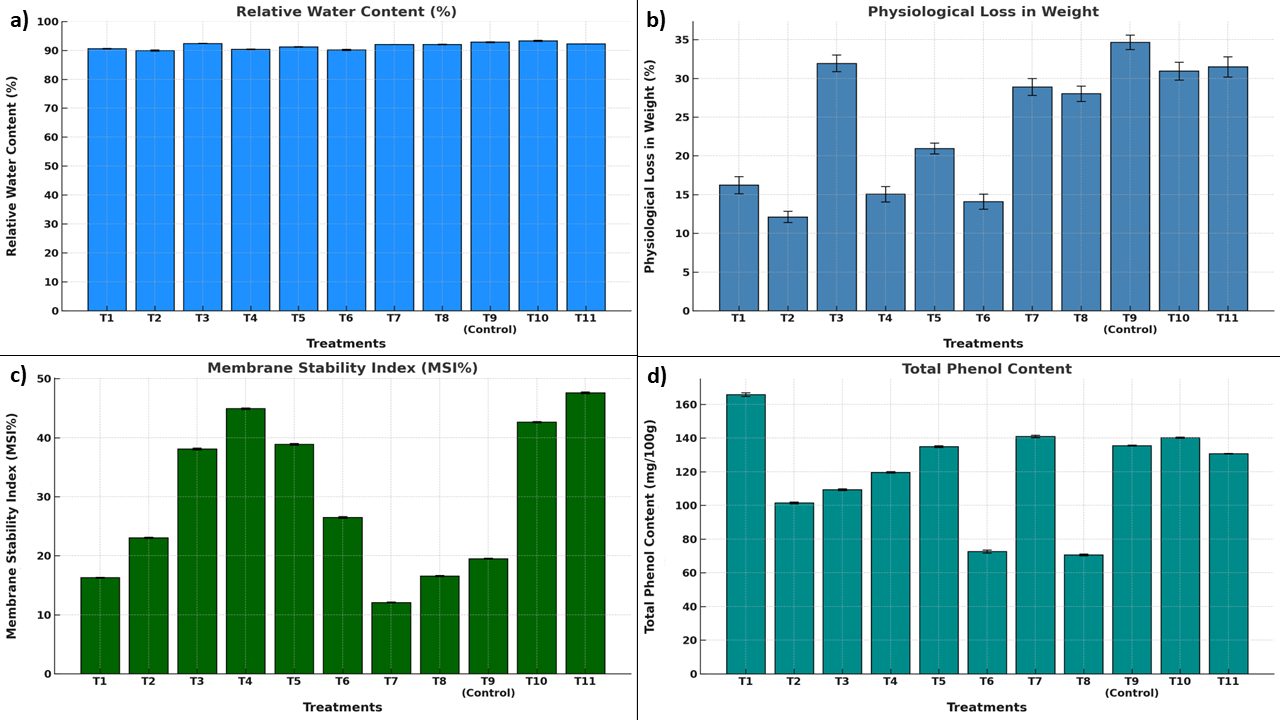 a)
Relative Water Content (%)
Relative Water Content (%)
100
90
80
70
60
50
40
30
20
10
0
T1 T2 T3 T4 T5 T6 T7 T8 T9 T10 T11
(Control)
Treatments
b)
Physiological Loss in Weight
Physiological Loss in Weight (%)
35
30
25
20
15
10
5
0
T1 T2 T3 T4 T5 T6 T7 T8 T9 T10 T11
(Control)
Treatments
c)
Membrane Stability Index (MSI%)
Membrane Stability Index (MSI%)
50
40
30
20
10
0
T1 T2 T3 T4 T5 T6 T7 T8 T9 T10 T11
(Control)
Treatments
d)
Total Phenol Content
Total Phenol Content (mg/100g)
160
140
120
100
80
60
40
20
0
T1 T2 T3 T4 T5 T6 T7 T8 T9 T10 T11
(Control)
Treatments